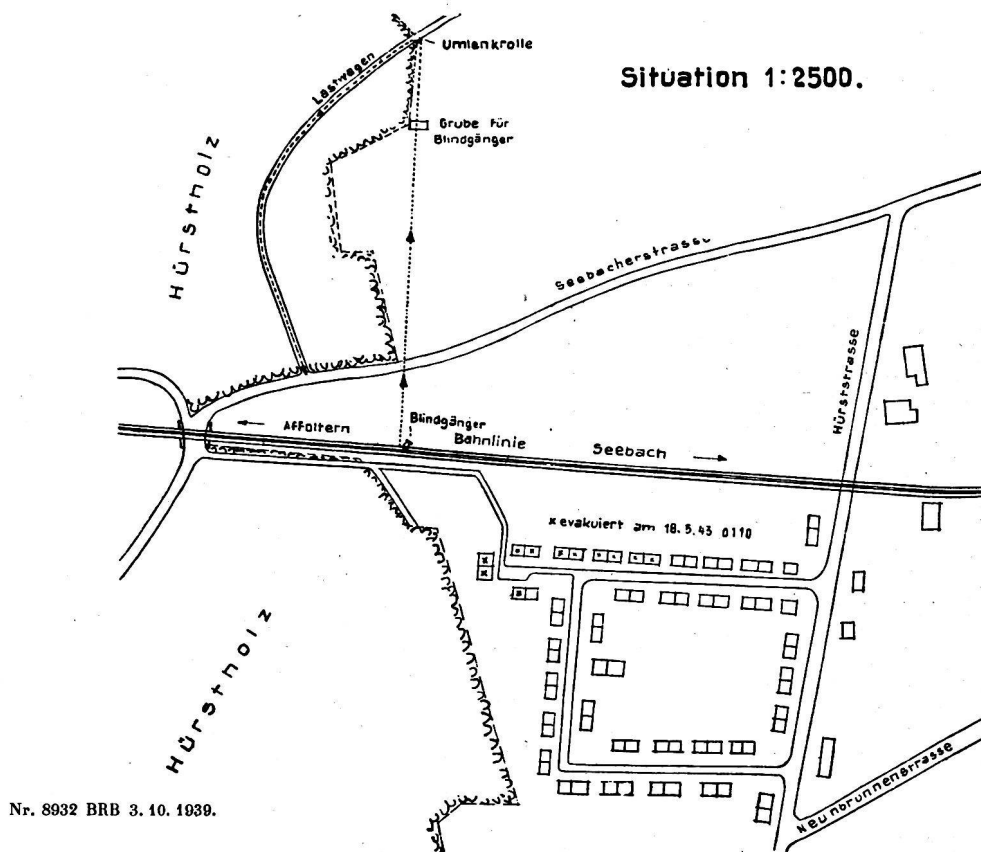 Umlenkrolle
Situation 1:2500.
Lastwagen
Grube für
Blindgänger
Hürstholz
Seebacherstrasse
Hürststrasse
Blindgänger
Affoltern
Bahnlinie
Seebach
x evakuiert am 18.5.43 0110
Hürstholz
Neunbrunnenstrasse
Nr. 8932 BRB 3. 10. 1939.